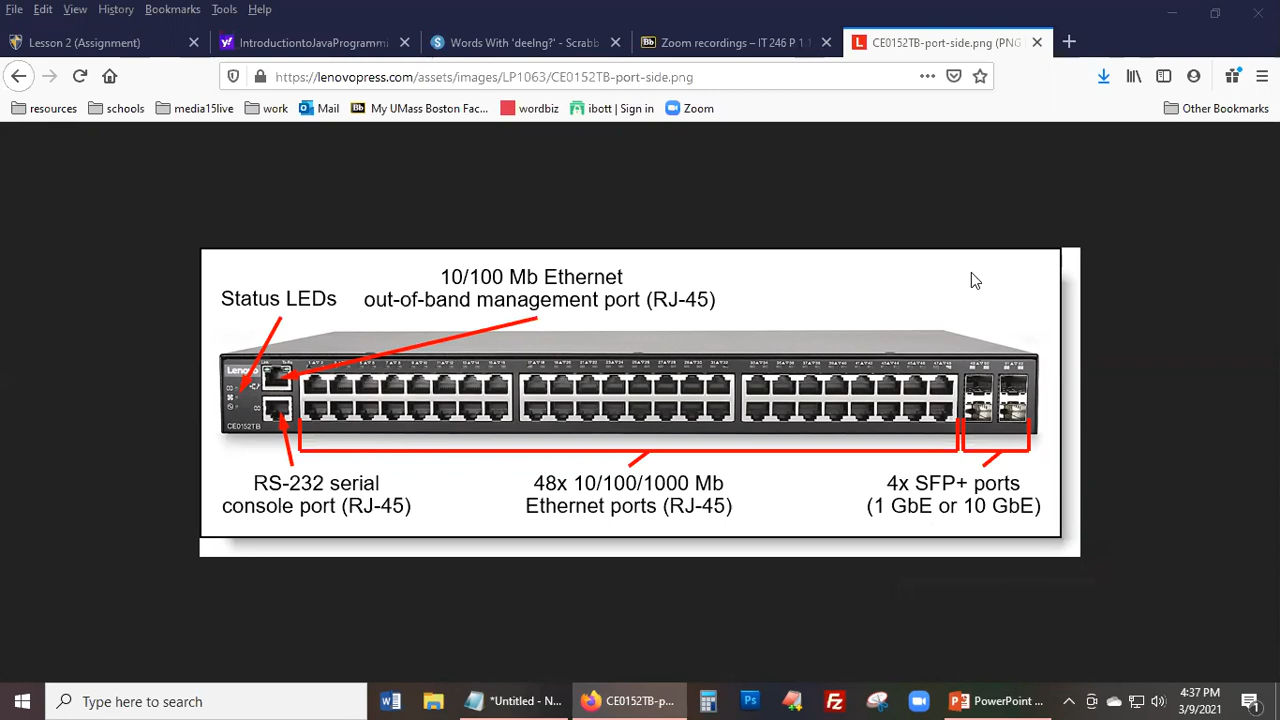 File Edit View History Bookmarks Tools Help
Lesson 2 (Assignment)
IntroductiontoJavaProgrammi
Words With 'deelng?' - Scrabb
Zoom recordings – IT 246 P 1 1
CE0152TB-port-side.png (PNG
https://lenovopress.com/assets/images/LP1063/CE0152TB-port-side.png
resources
schools
media15live
work
Mail
My UMass Boston Fac...
wordbiz
ibott | Sign in
Zoom
Other Bookmarks
10/100 Mb Ethernet
out-of-band management port (RJ-45)
Status LEDs
Lenovo
CE0152TB
RS-232 serial
console port (RJ-45)
48x 10/100/1000 Mb
Ethernet ports (RJ-45)
4x SFP+ ports
(1 GbE or 10 GbE)
Type here to search
*Untitled - N...
CE0152TB-p...
PowerPoint ...
4:37 PM
3/9/2021